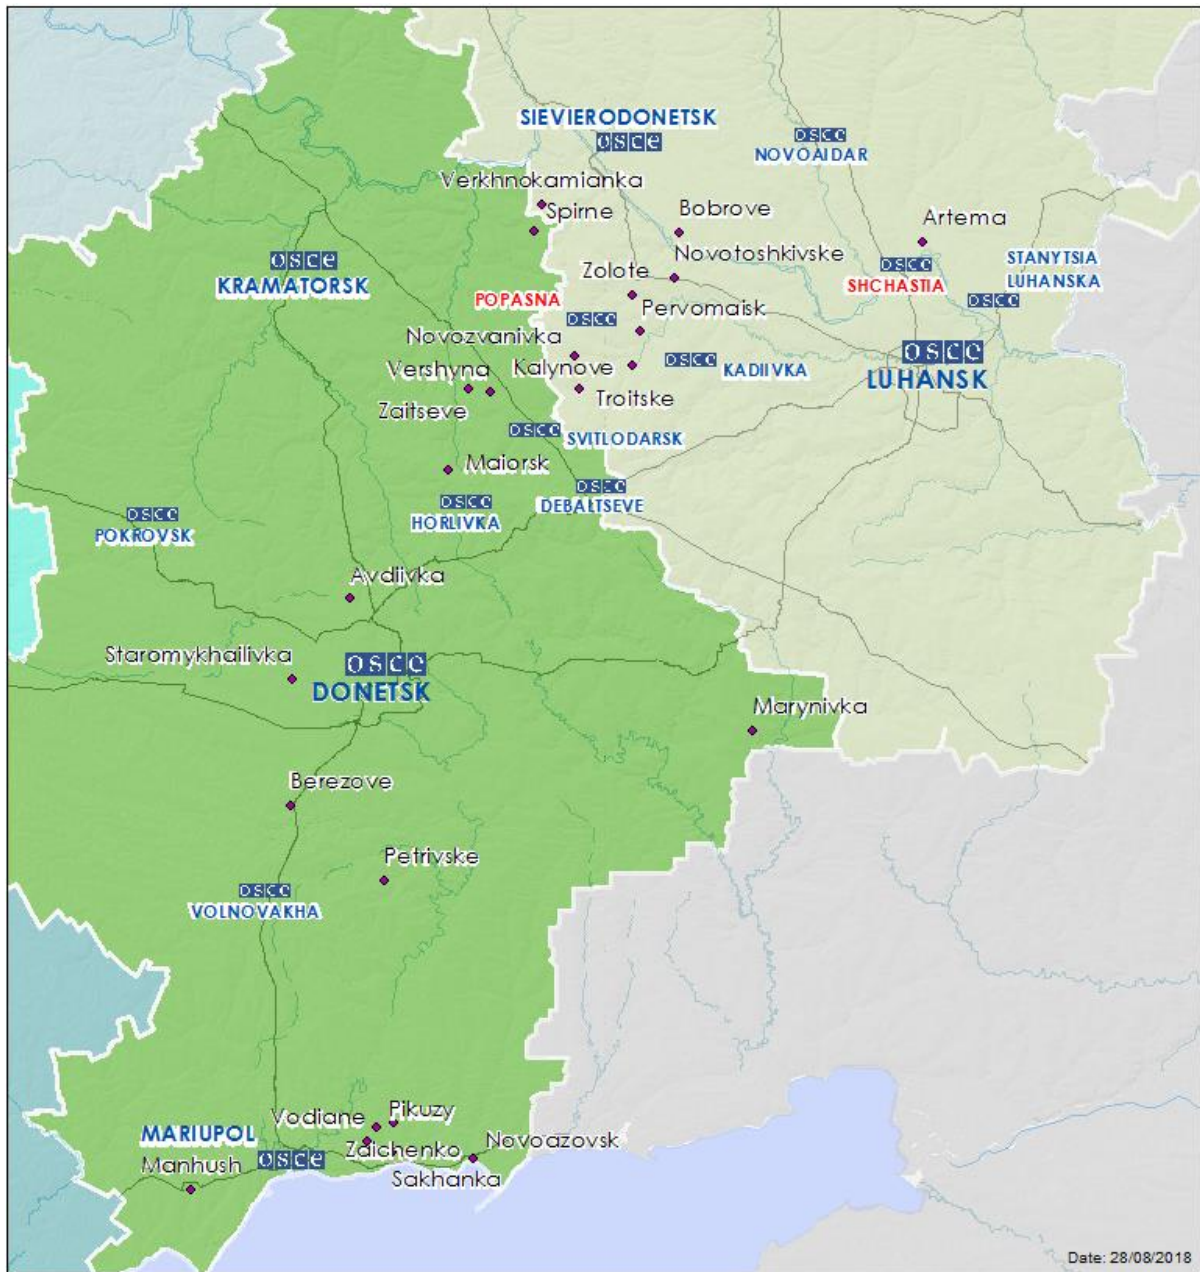 SIEVIERODONETSK
osce
osce
NOVOAIDAR
Verkhnokamianka
Spirne
Bobrove
Artema
osce
KRAMATORSK
Novotoshkivske
Zolote
osce
SHCHASTIA
STANYTSIA
LUHANSKA
osce
POPASNA
osce
Pervomaisk
Novozvanivka
osce
LUHANSK
Vershyna
Kalynove
osce
KADIIVKA
Zaitseve
Troitske
osce
SVITLODARSK
Maiorsk
osce
HORLIVKA
osce
DEBALTSEVE
osce
POKROVSK
Avdiivka
Staromykhailivka
osce
DONETSK
Marynivka
Berezove
Petrivske
osce
VOLNOVAKHA
Vodiane
Pikuzy
MARIUPOL
osce
Zaichenko
Novoazovsk
Manhush
Sakhanka
Date: 28/08/2018